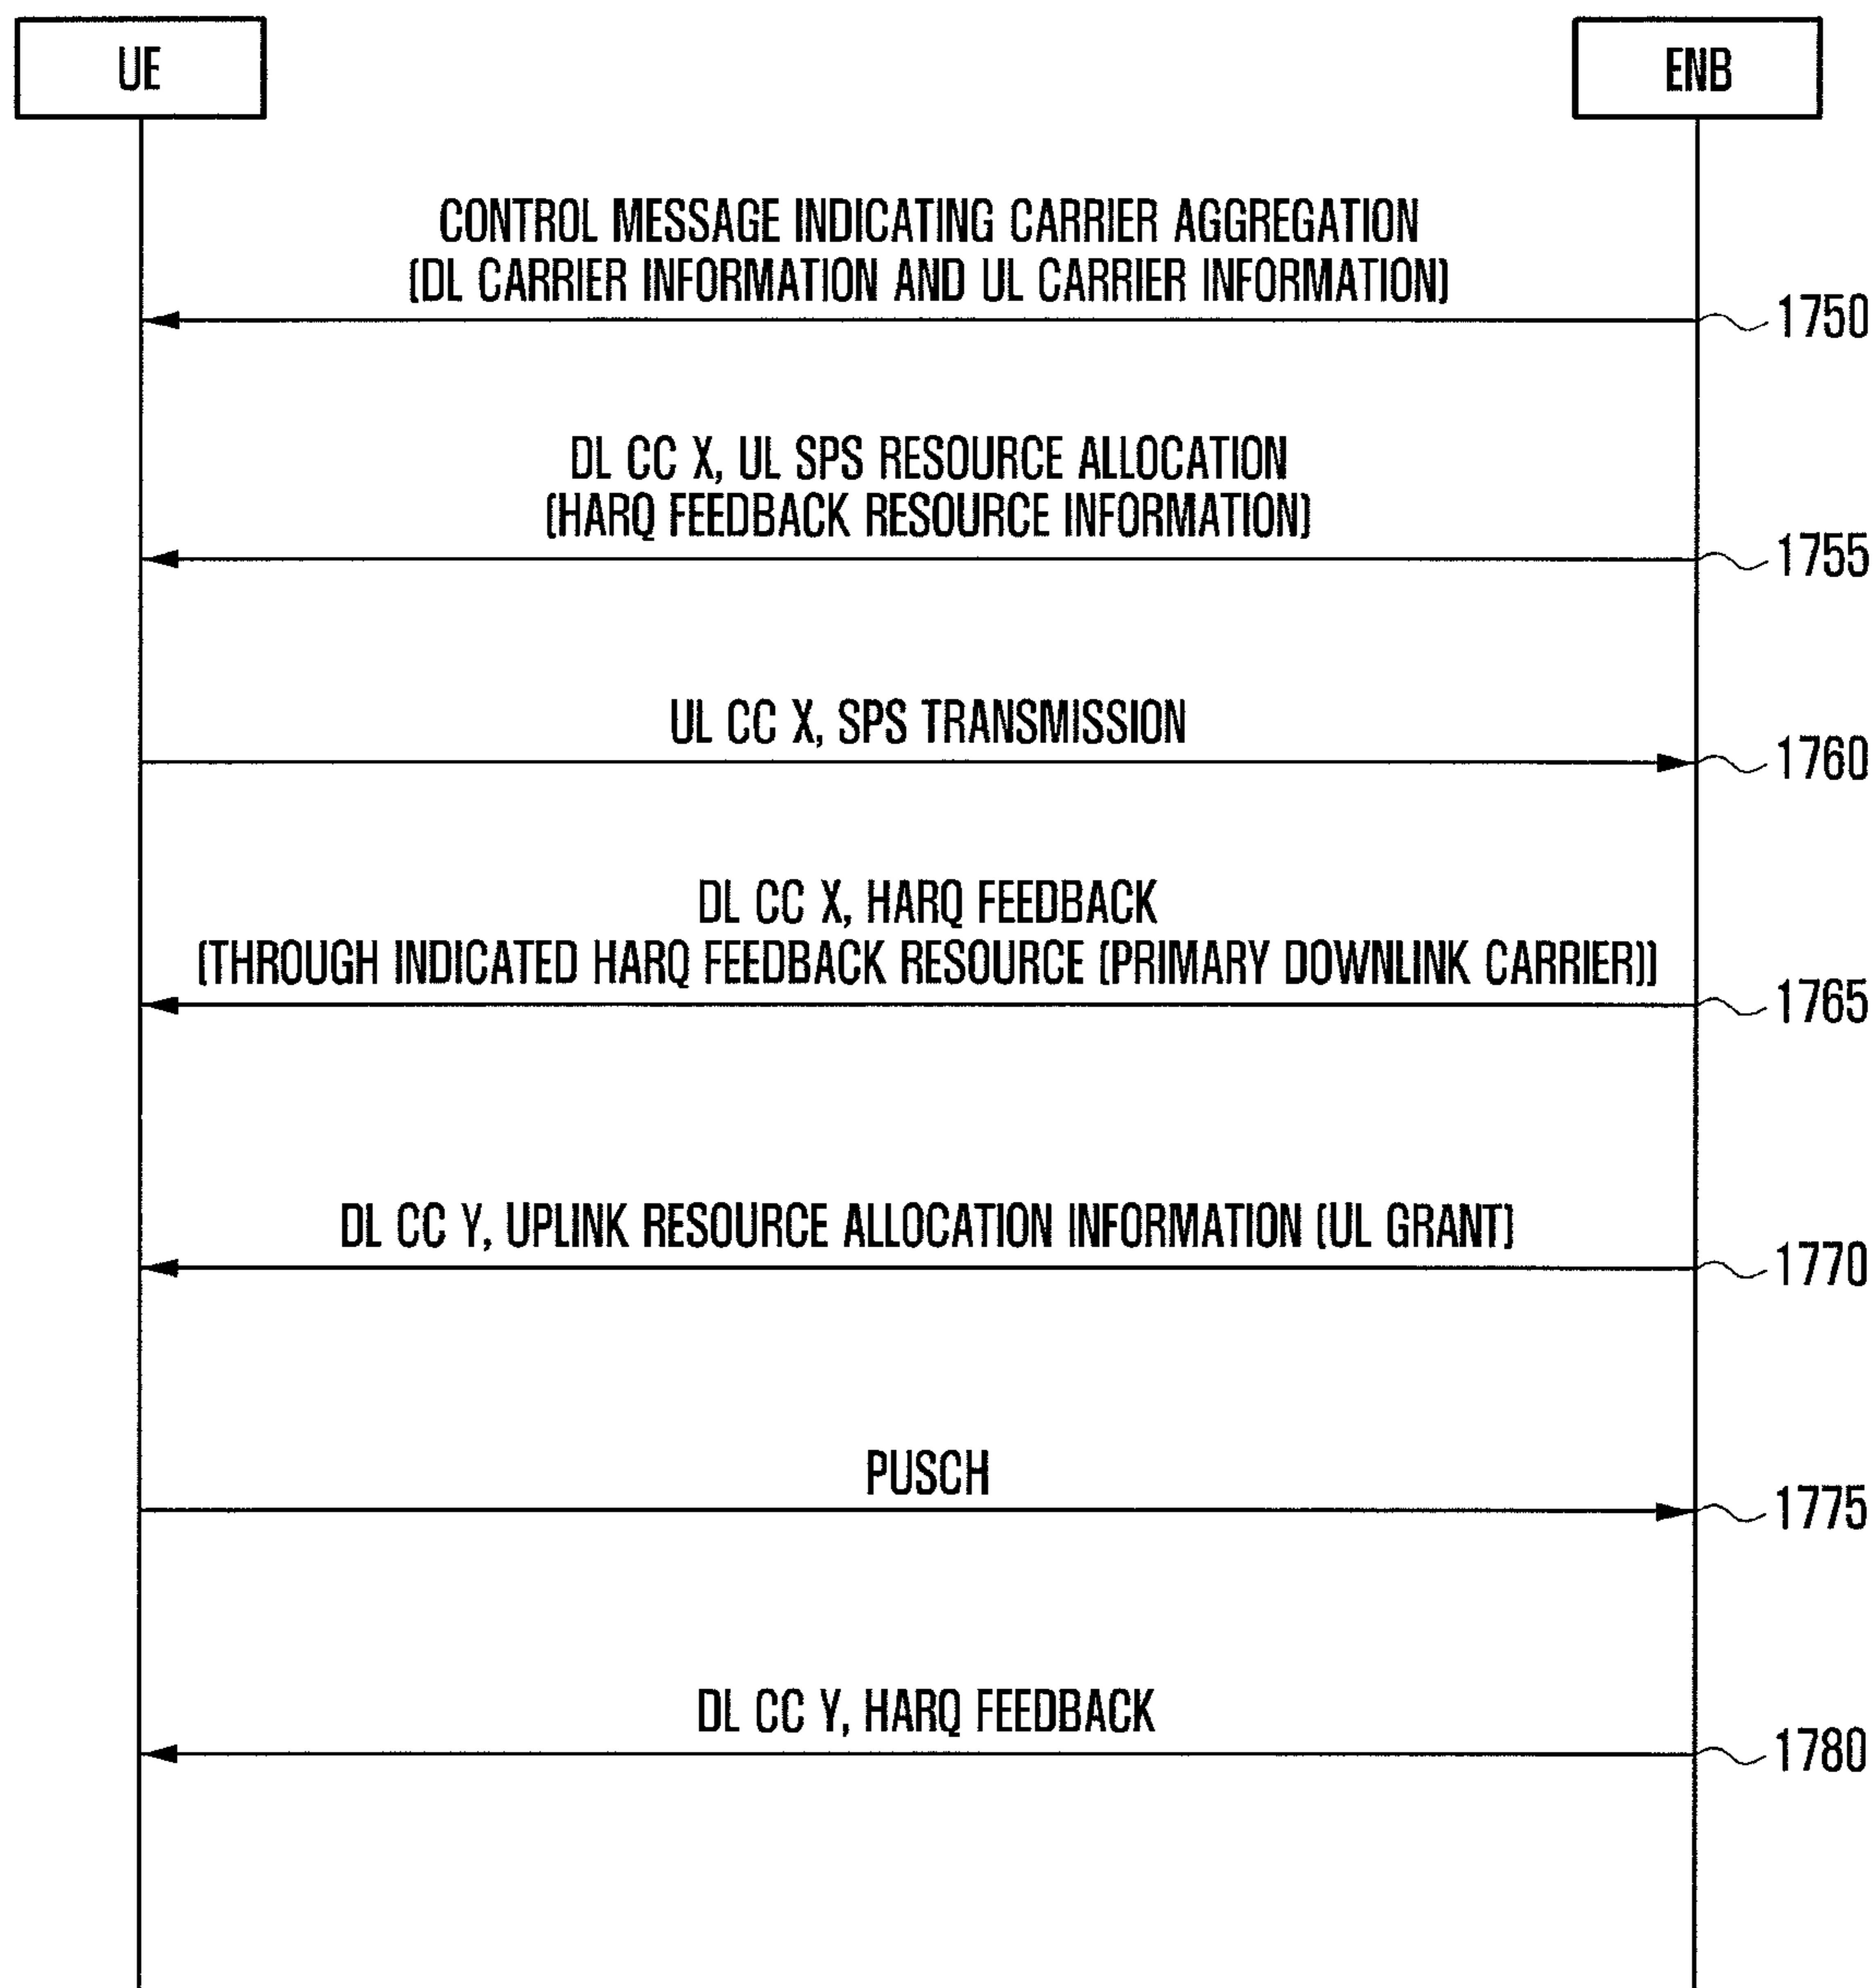 UE
ENB
CONTROL MESSAGE INDICATING CARRIER AGGREGATION
(DL CARRIER INFORMATION AND UL CARRIER INFORMATION)
1750
DL CC X, UL SPS RESOURCE ALLOCATION
(HARQ FEEDBACK RESOURCE INFORMATION)
1755
UL CC X, SPS TRANSMISSION
1760
DL CC X, HARQ FEEDBACK
(THROUGH INDICATED HARQ FEEDBACK RESOURCE (PRIMARY DOWNLINK CARRIER))
1765
DL CC Y, UPLINK RESOURCE ALLOCATION INFORMATION (UL GRANT)
1770
PUSCH
1775
DL CC Y, HARQ FEEDBACK
1780